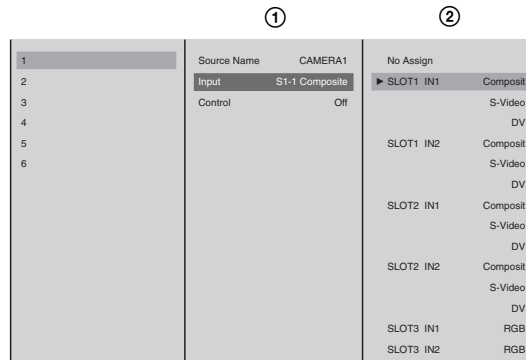 ① ②
1
2
3
4
5
6
Source Name CAMERA1
Input S1-1 Composite
Control Off
No Assign
▶ SLOT1 IN1 Composit
S-Video
DV
SLOT1 IN2 Composit
S-Video
DV
SLOT2 IN1 Composit
S-Video
DV
SLOT2 IN2 Composit
S-Video
DV
SLOT3 IN1 RGB
SLOT3 IN2 RGB